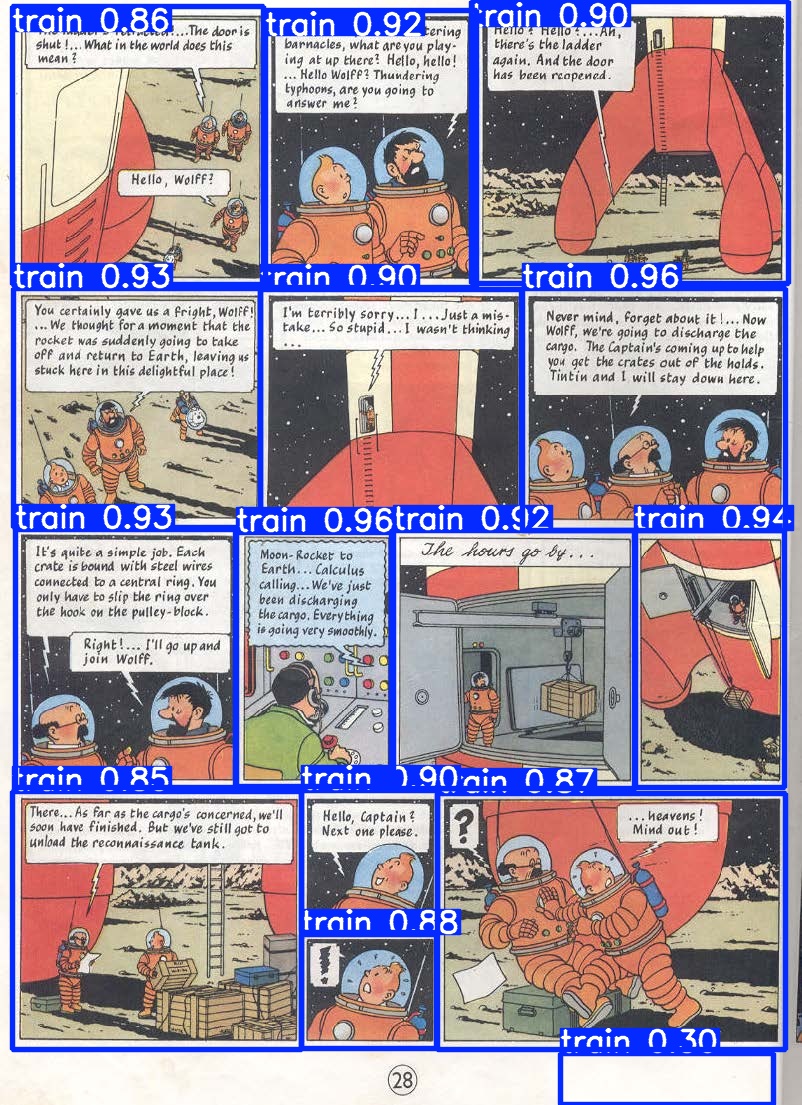 train 0.86
...The door is
shut!...What in the world does this
mean?
Hello, Wolff?
train 0.92
barnacles, what are you play-
ing at up there? Hello, hello!
... Hello Wolff? Thundering
typhoons, are you going to
answer me?
train 0.90
Hello? Hello?...Ah,
there's the ladder
again. And the door
has been reopened.
train 0.93
You certainly gave us a fright, Wolff!
... We thought for a moment that the
rocket was suddenly going to take
off and return to Earth, leaving us
stuck here in this delightful place!
train 0.90
I'm terribly sorry... I... Just a mis-
take... So stupid... I wasn't thinking
...
train 0.96
Never mind, forget about it!... Now
Wolff, we're going to discharge the
cargo. The Captain's coming up to help
you get the crates out of the holds.
Tintin and I will stay down here.
train 0.93
It's quite a simple job. Each
crate is bound with steel wires
connected to a central ring. You
only have to slip the ring over
the hook on the pulley-block.
Right!... I'll go up and
join Wolff.
train 0.96
Moon-Rocket to
Earth... Calculus
calling... We've just
been discharging
the cargo. Everything
is going very smoothly.
train 0.92
The hours go by...
train 0.94
train 0.85
There... As far as the cargo's concerned, we'll
soon have finished. But we've still got to
unload the reconnaissance tank.
train 0.90
Hello, Captain?
Next one please.
train 0.88
!
train 0.87
?
...heavens!
Mind out!
train 0.30
28